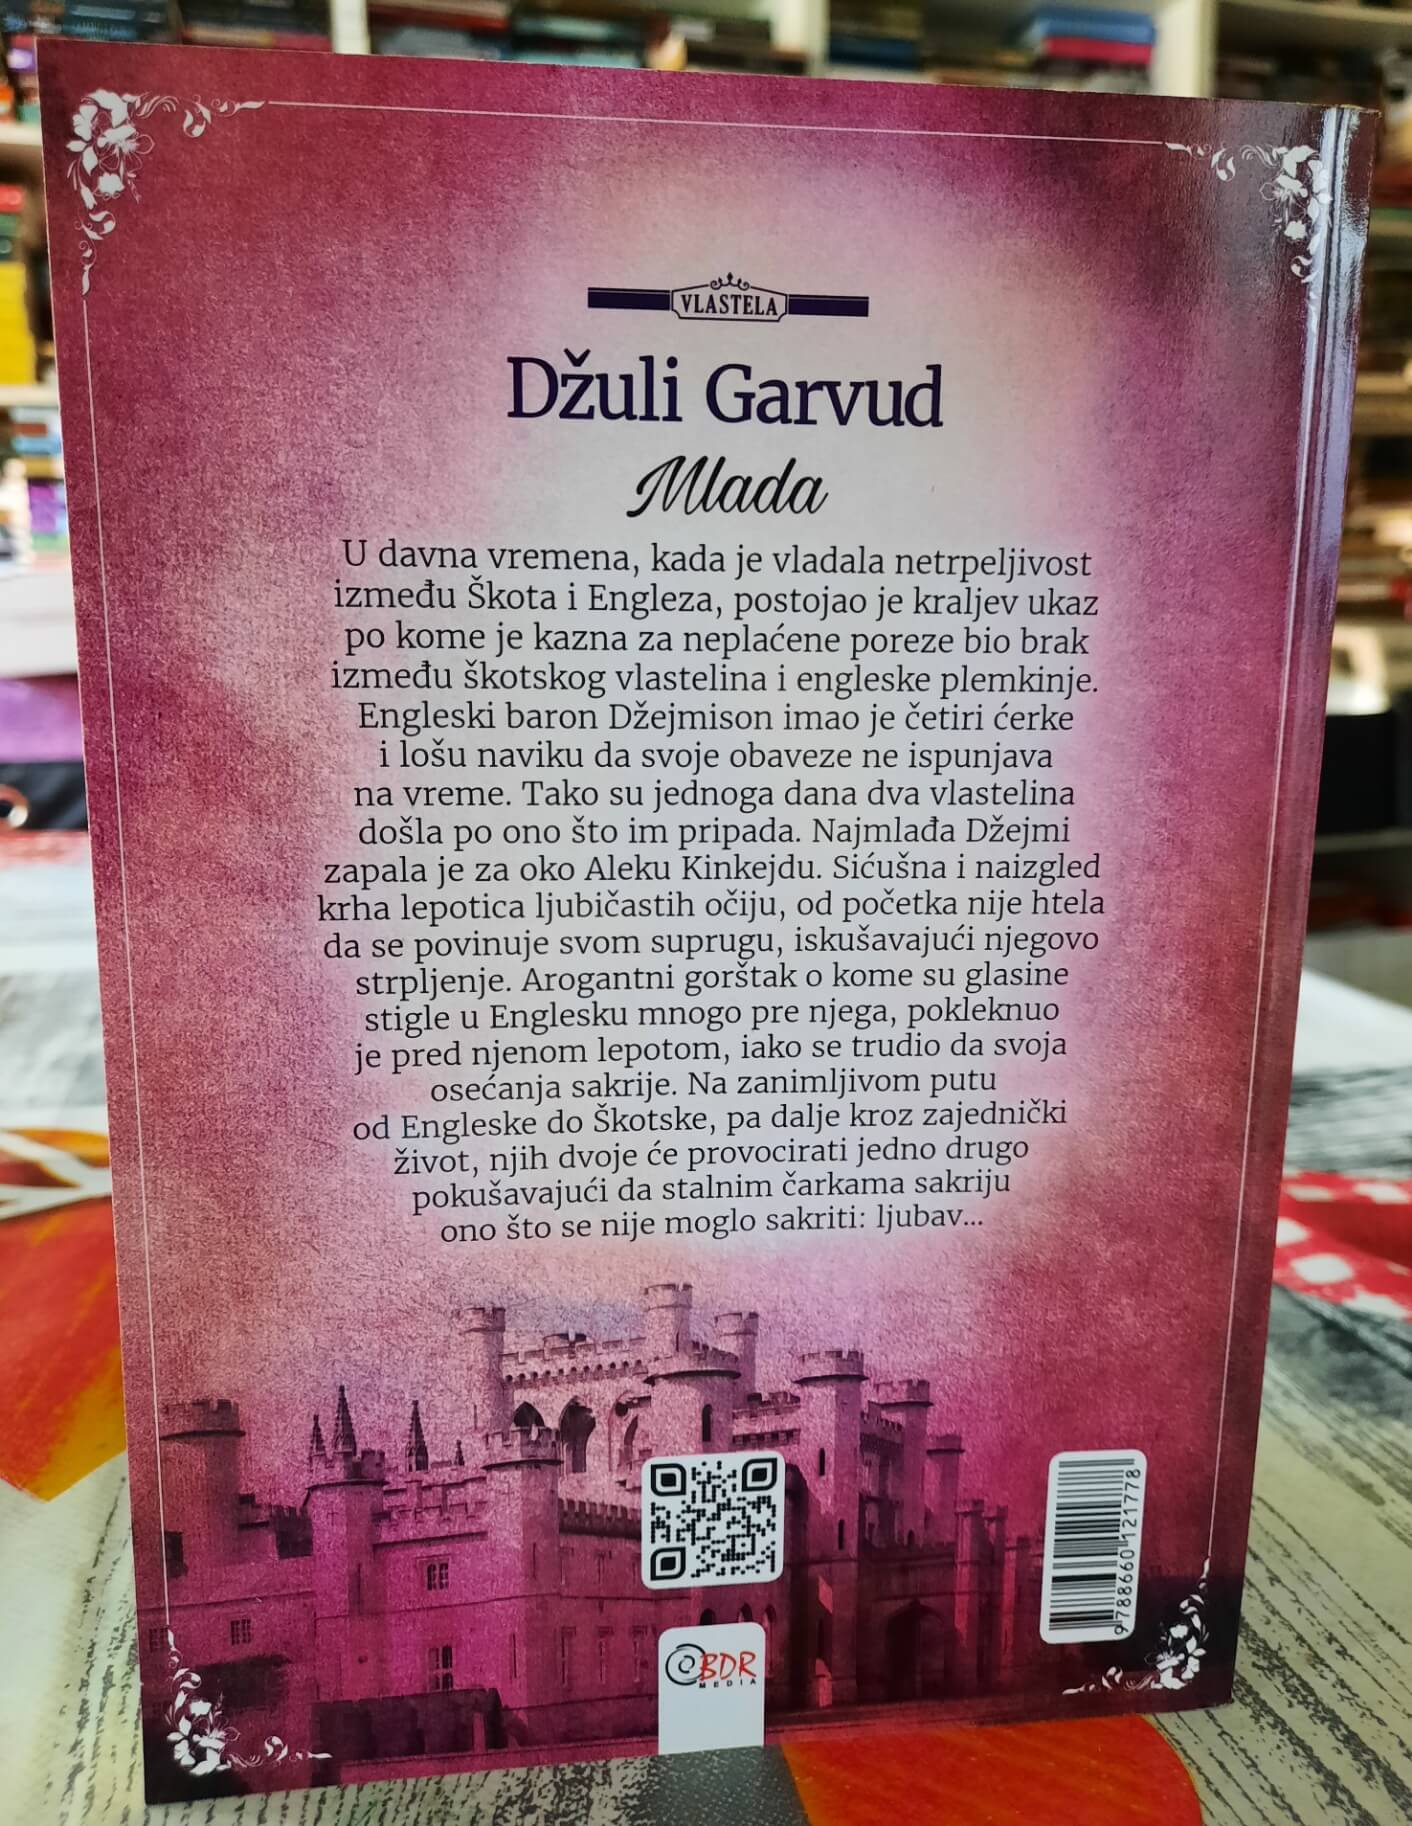 VLASTELA
Džuli Garvud
Mlada
U davna vremena, kada je vladala netrpeljivost
između Škota i Engleza, postojao je kraljev ukaz
po kome je kazna za neplaćene poreze bio brak
između škotskog vlastelina i engleske plemkinje.
Engleski baron Džejmison imao je četiri ćerke
i lošu naviku da svoje obaveze ne ispunjava
na vreme. Tako su jednoga dana dva vlastelina
došla po ono što im pripada. Najmlađa Džejmi
zapala je za oko Aleku Kinkejdu. Sićušna i naizgled
krha lepotica ljubičastih očiju, od početka nije htela
da se povinuje svom suprugu, iskušavajući njegovo
strpljenje. Arogantni gorštak o kome su glasine
stigle u Englesku mnogo pre njega, pokleknuo
je pred njenom lepotom, iako se trudio da svoja
osećanja sakrije. Na zanimljivom putu
od Engleske do Škotske, pa dalje kroz zajednički
život, njih dvoje će provocirati jedno drugo
pokušavajući da stalnim čarkama sakriju
ono što se nije moglo sakriti: ljubav...
9788660121778
BDR
MEDIA